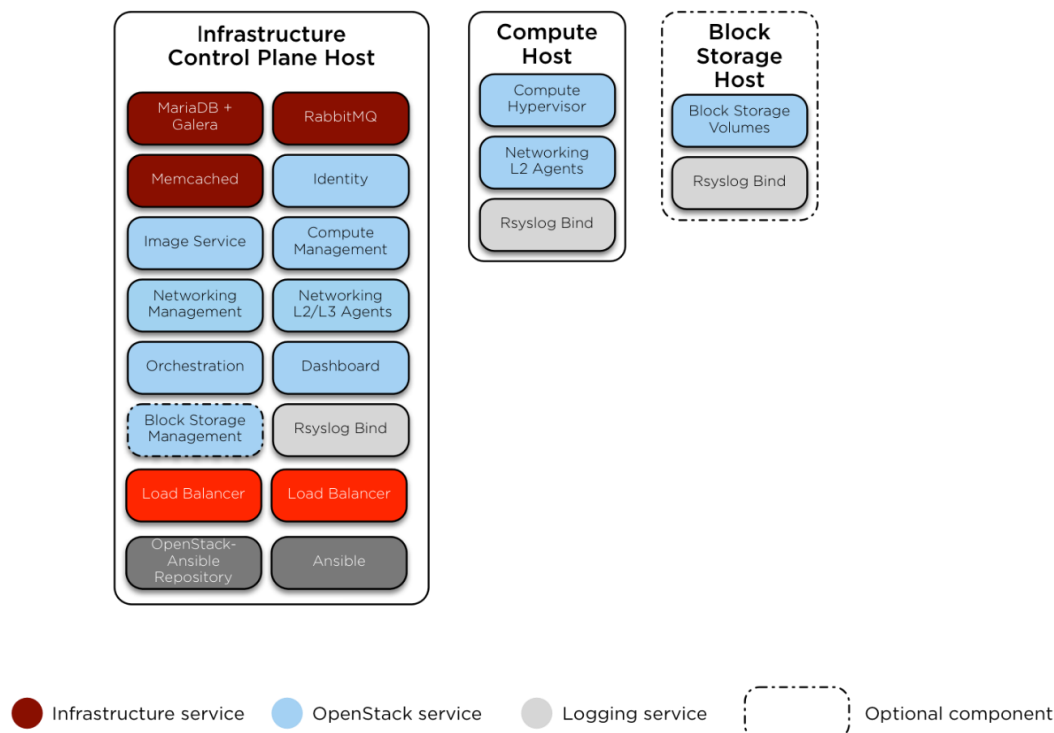 Infrastructure
Control Plane Host
MariaDB +
Galera
RabbitMQ
Memcached
Identity
Image Service
Compute
Management
Networking
Management
Networking
L2/L3 Agents
Orchestration
Dashboard
Block Storage
Management
Rsyslog Bind
Load Balancer
Load Balancer
OpenStack-
Ansible
Repository
Ansible
Compute
Host
Compute
Hypervisor
Networking
L2 Agents
Rsyslog Bind
Block
Storage
Host
Block Storage
Volumes
Rsyslog Bind
Infrastructure service
OpenStack service
Logging service
Optional component